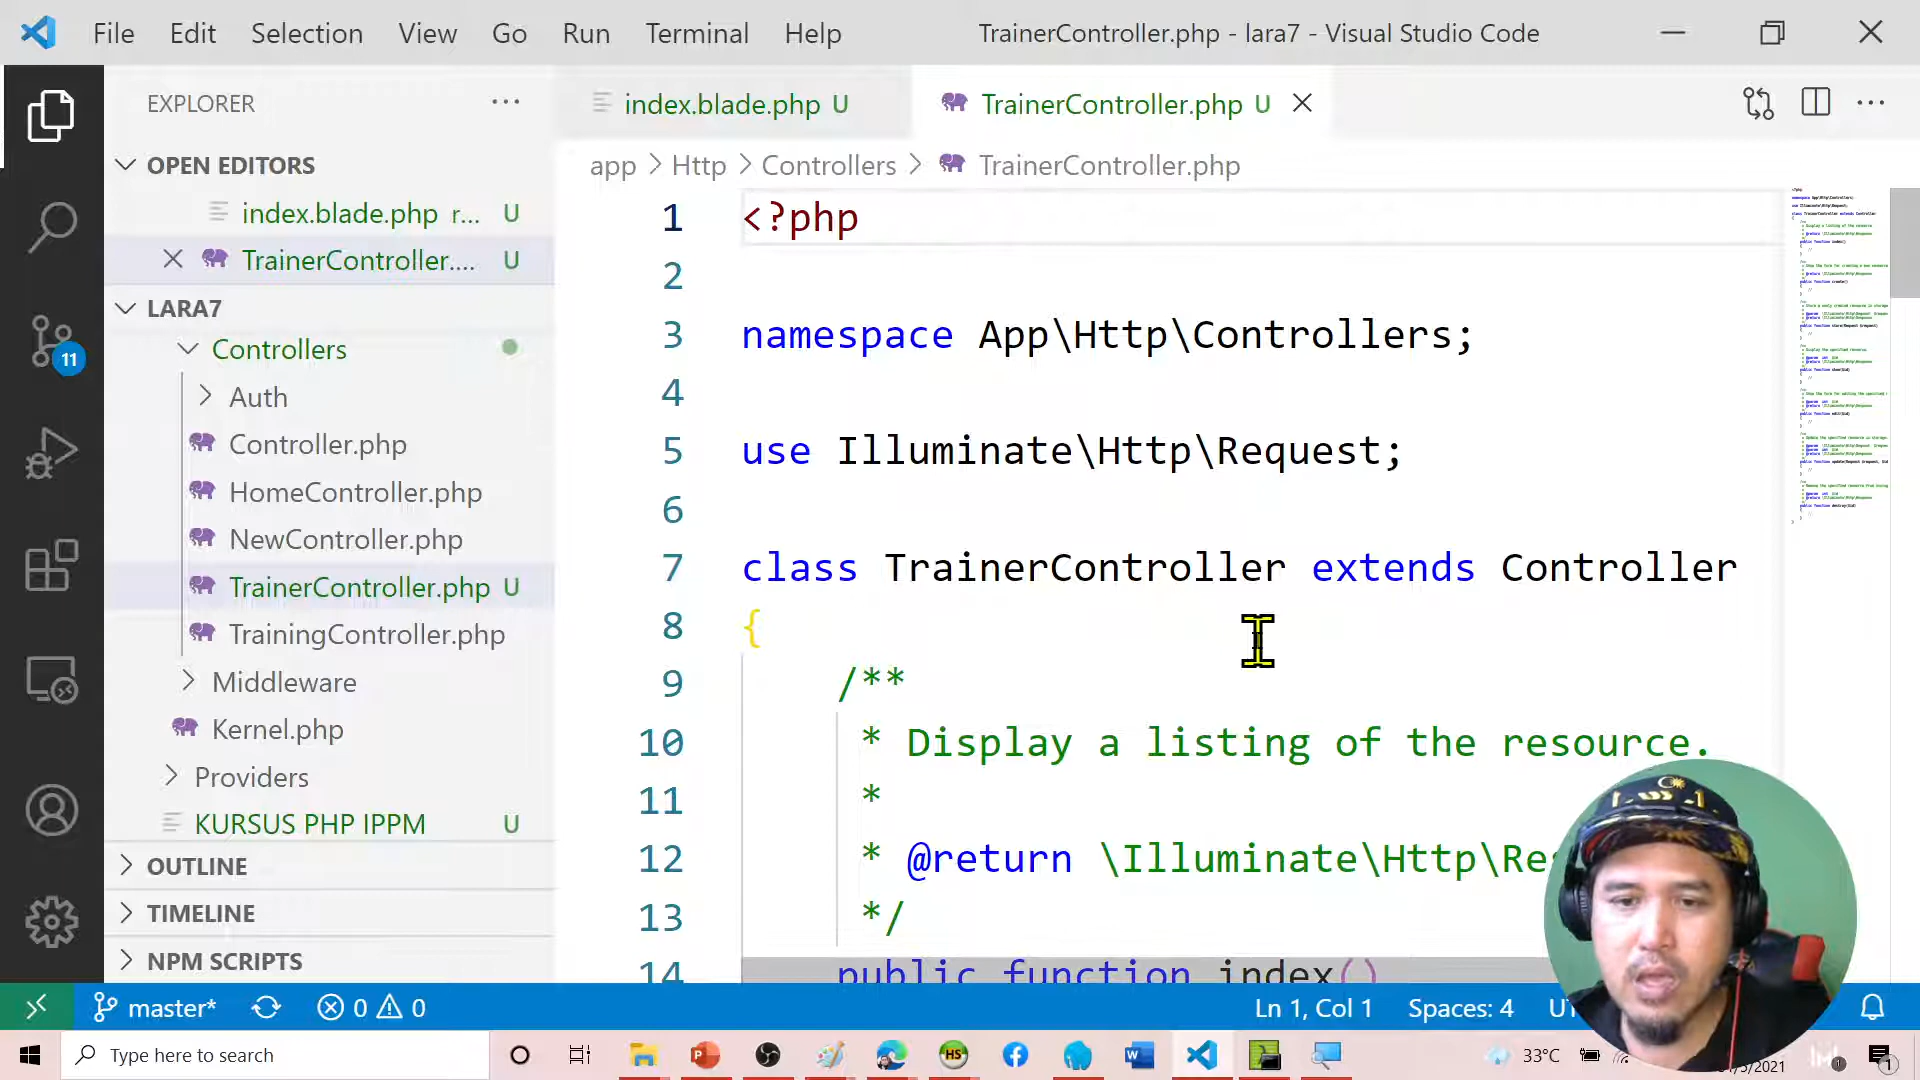 File Edit Selection View Go Run Terminal Help TrainerController.php - lara7 - Visual Studio Code
EXPLORER
index.blade.php U
TrainerController.php U
OPEN EDITORS
app > Http > Controllers > TrainerController.php
index.blade.php r... U
TrainerController.... U
LARA7
Controllers
Auth
Controller.php
HomeController.php
NewController.php
TrainerController.php U
TrainingController.php
Middleware
Kernel.php
Providers
KURSUS PHP IPPM U
OUTLINE
TIMELINE
NPM SCRIPTS
11
1 <?php
2
3 namespace App\Http\Controllers;
4
5 use Illuminate\Http\Request;
6
7 class TrainerController extends Controller
8 {
9 /**
10 * Display a listing of the resource.
11 *
12 * @return \Illuminate\Http\Res
13 */
14 public function index()
master* 0 0 Ln 1, Col 1 Spaces: 4
Type here to search
33°C